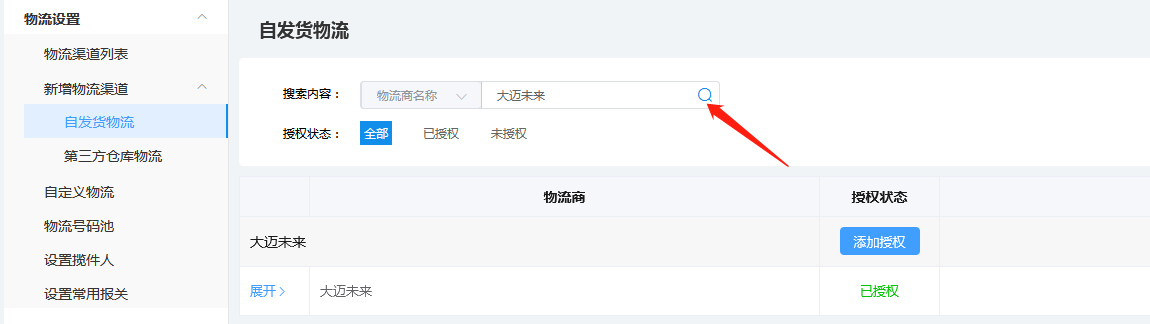 物流设置
物流渠道列表
新增物流渠道
自发货物流
第三方仓库物流
自定义物流
物流号码池
设置揽件人
设置常用报关
自发货物流
搜索内容： 物流商名称 大迈未来
授权状态： 全部 已授权 未授权
物流商 授权状态
大迈未来 添加授权
展开 大迈未来 已授权